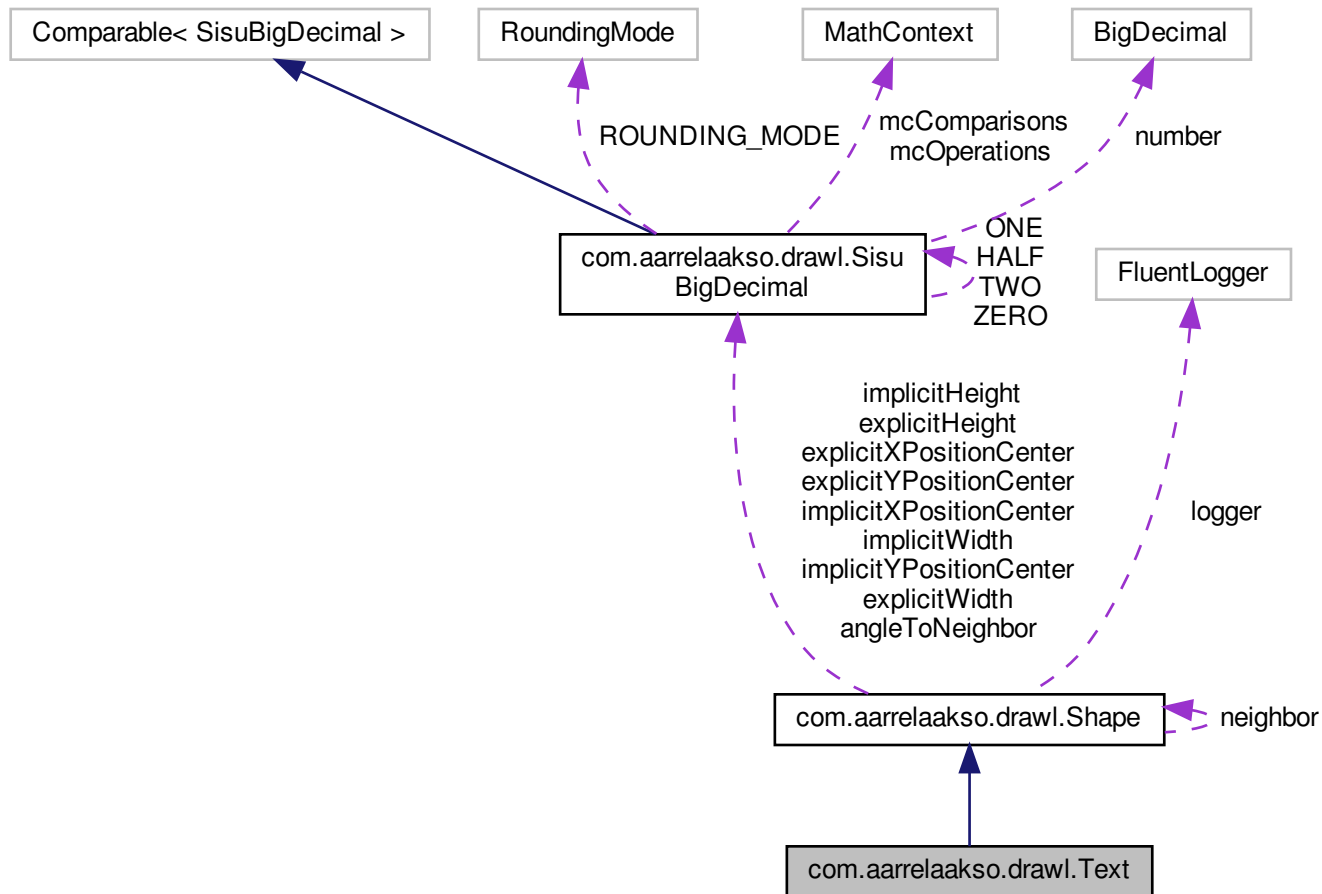 Comparable< SisuBigDecimal >
RoundingMode
MathContext
BigDecimal
ROUNDING_MODE
mcComparisons
mcOperations
number
com.aarrelaakso.drawl.Sisu
BigDecimal
ONE
HALF
TWO
ZERO
FluentLogger
implicitHeight
explicitHeight
explicitXPositionCenter
explicitYPositionCenter
implicitXPositionCenter
implicitWidth
implicitYPositionCenter
explicitWidth
angleToNeighbor
logger
com.aarrelaakso.drawl.Shape
neighbor
com.aarrelaakso.drawl.Text